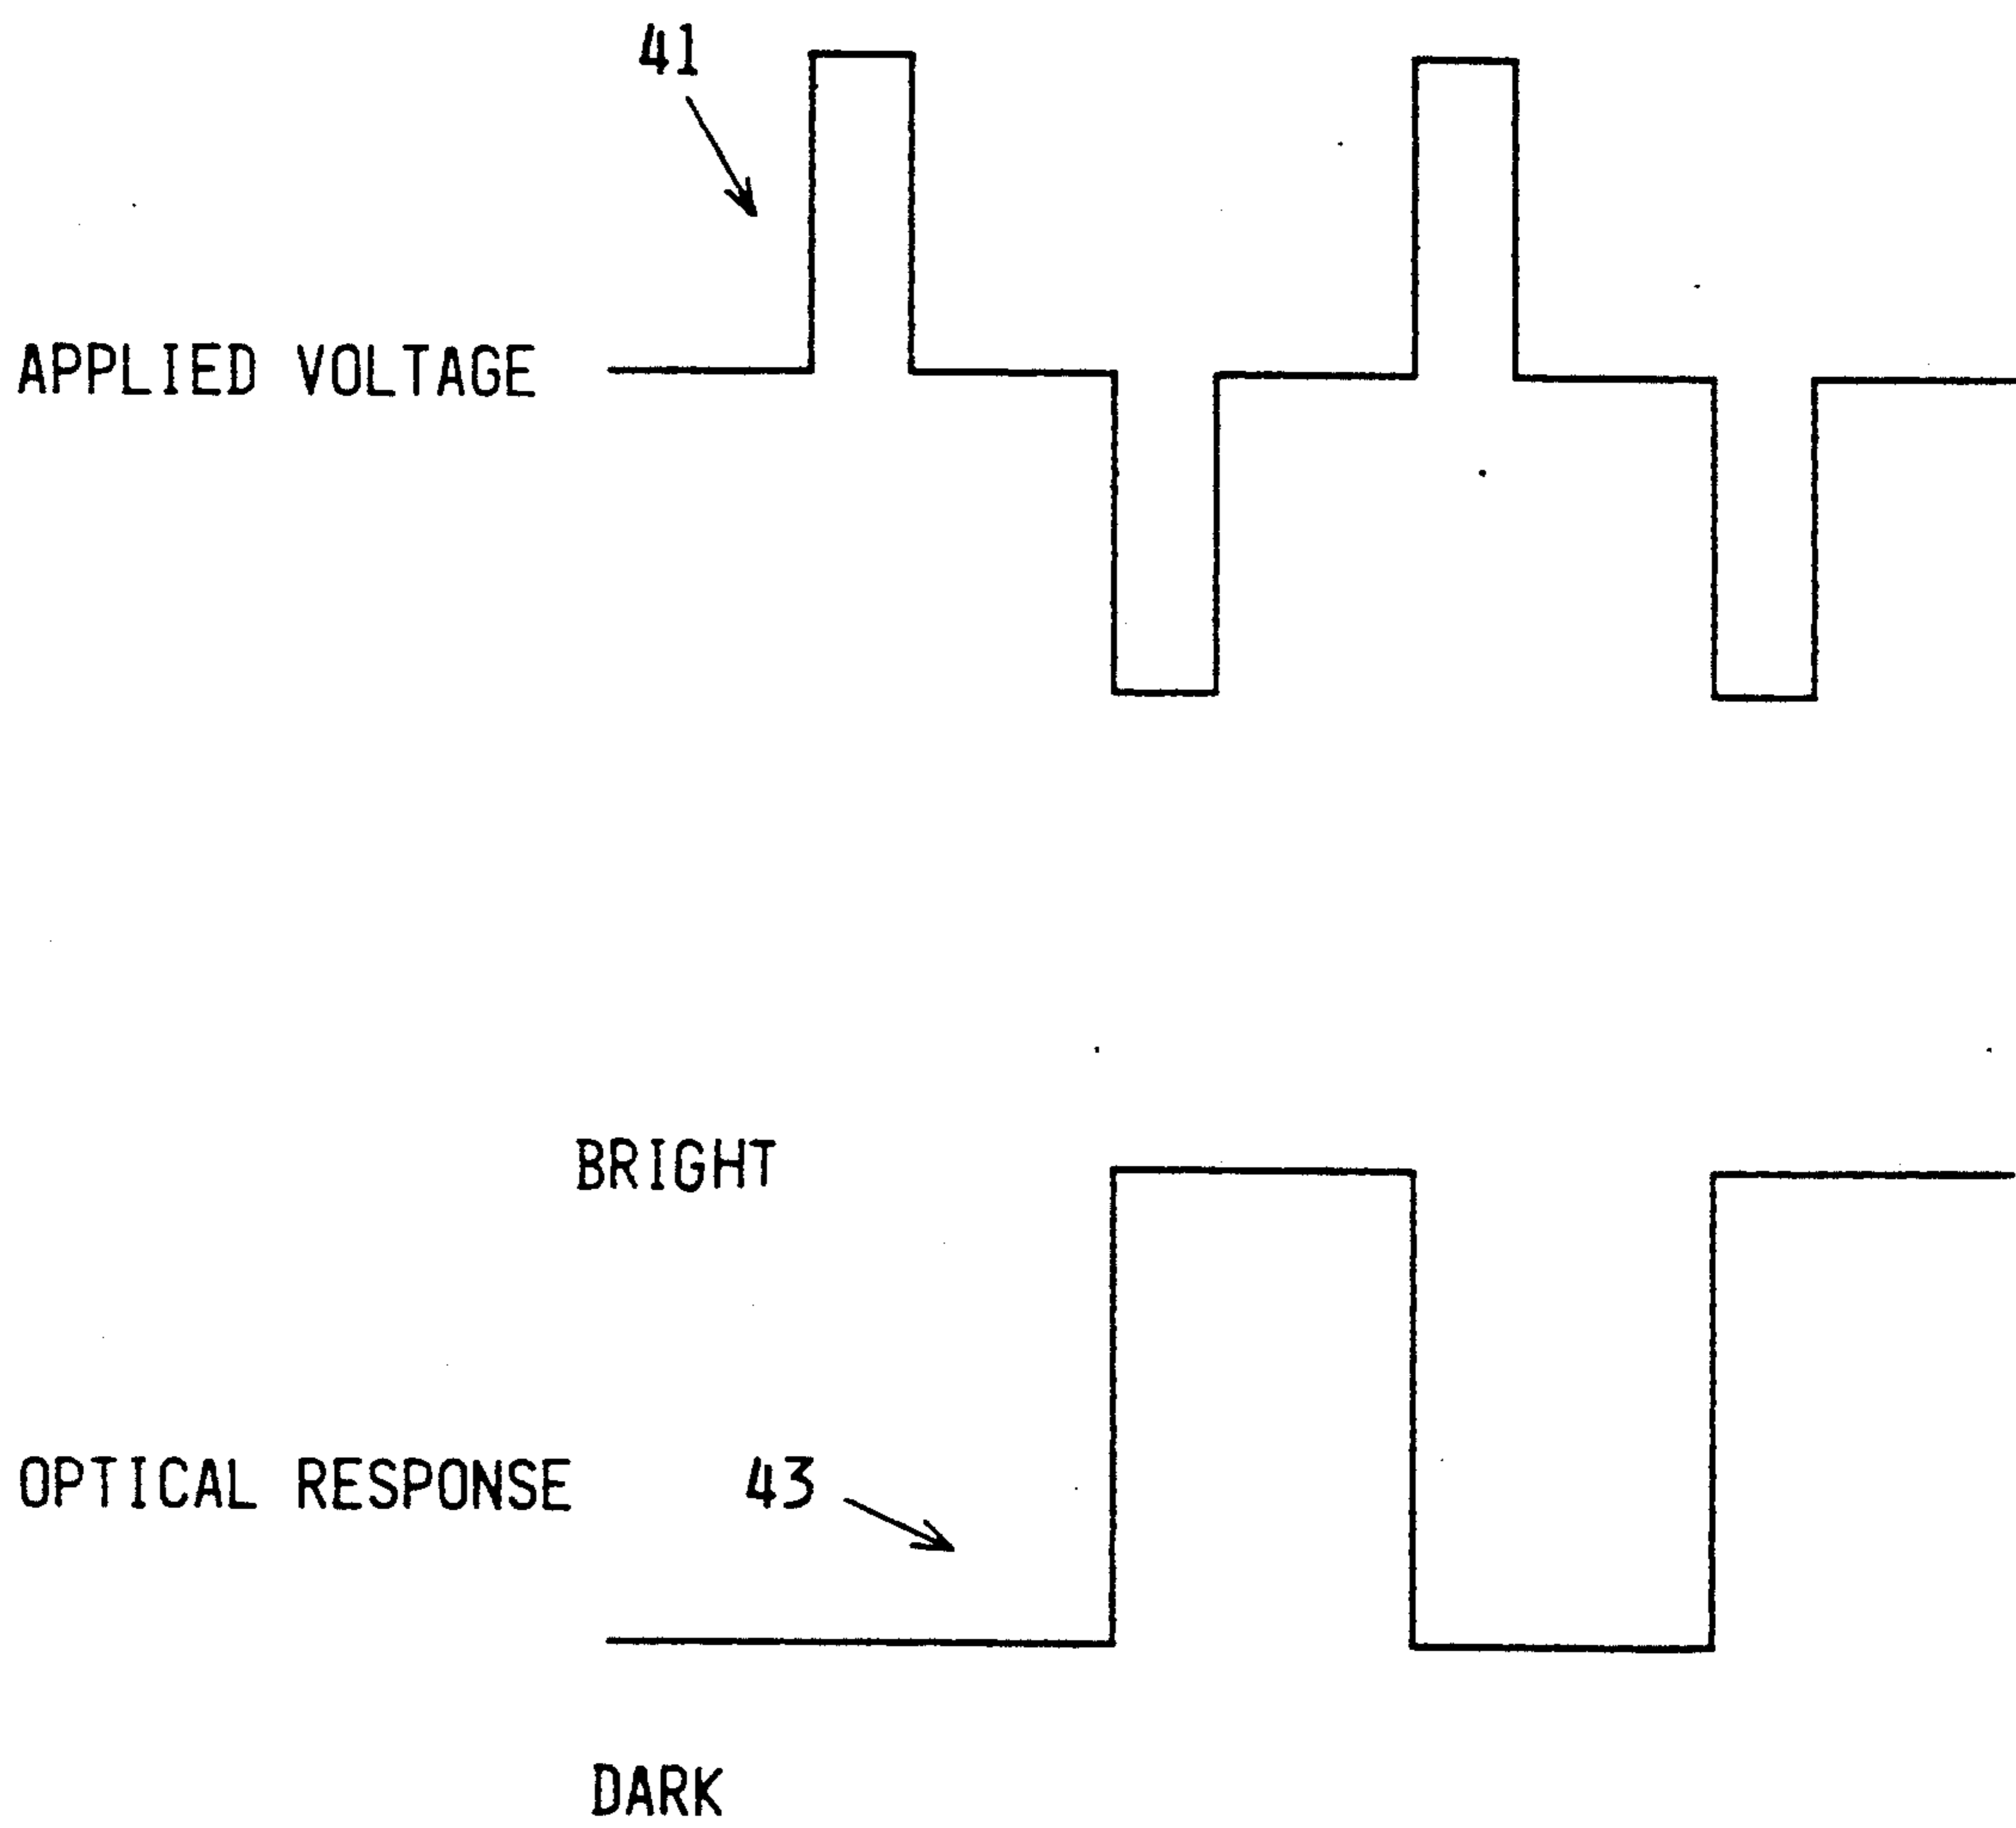 41
APPLIED VOLTAGE
BRIGHT
OPTICAL RESPONSE
43
DARK